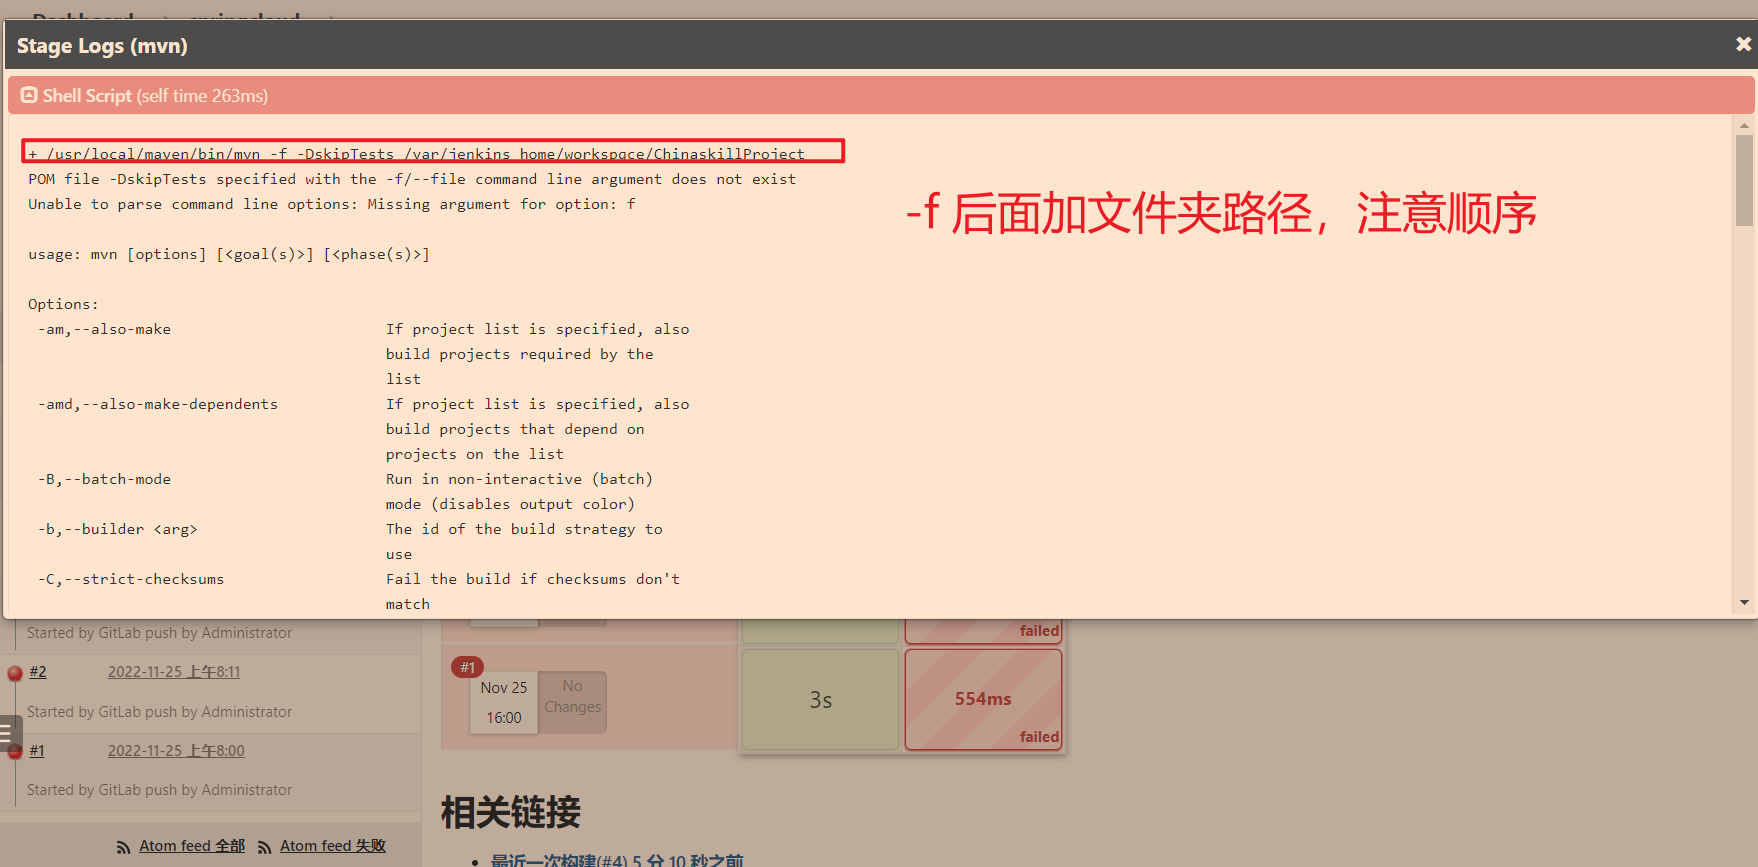 Dashboard springcloud
Stage Logs (mvn)
Shell Script (self time 263ms)
+ /usr/local/maven/bin/mvn -f -DskipTests /var/jenkins_home/workspace/ChinaskillProject
POM file -DskipTests specified with the -f/--file command line argument does not exist
Unable to parse command line options: Missing argument for option: f
-f 后面加文件夹路径，注意顺序
usage: mvn [options] [<goal(s)>] [<phase(s)>]
Options:
-am,--also-make If project list is specified, also
build projects required by the
list
-amd,--also-make-dependents If project list is specified, also
build projects that depend on
projects on the list
-B,--batch-mode Run in non-interactive (batch)
mode (disables output color)
-b,--builder <arg> The id of the build strategy to
use
-C,--strict-checksums Fail the build if checksums don't
match
Started by GitLab push by Administrator
failed
#2 2022-11-25 上午8:11
Started by GitLab push by Administrator
#1 2022-11-25 上午8:00
Started by GitLab push by Administrator
#1
Nov 25
16:00
No
Changes
3s
554ms
failed
相关链接
Atom feed 全部 Atom feed 失败
最近一次构建(#4) 5 分 10 秒之前